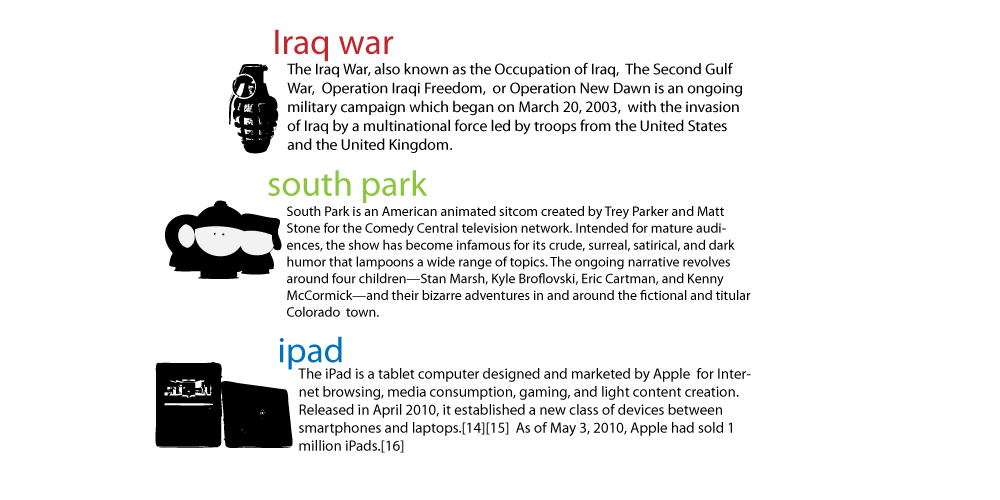 Iraq war
The Iraq War, also known as the Occupation of Iraq, The Second Gulf
War, Operation Iraqi Freedom, or Operation New Dawn is an ongoing
military campaign which began on March 20, 2003, with the invasion
of Iraq by a multinational force led by troops from the United States
and the United Kingdom.
south park
South Park is an American animated sitcom created by Trey Parker and Matt
Stone for the Comedy Central television network. Intended for mature audi-
ences, the show has become infamous for its crude, surreal, satirical, and dark
humor that lampoons a wide range of topics. The ongoing narrative revolves
around four children—Stan Marsh, Kyle Broflovski, Eric Cartman, and Kenny
McCormick—and their bizarre adventures in and around the fictional and titular
Colorado town.
ipad
The iPad is a tablet computer designed and marketed by Apple for Inter-
net browsing, media consumption, gaming, and light content creation.
Released in April 2010, it established a new class of devices between
smartphones and laptops.[14][15] As of May 3, 2010, Apple had sold 1
million iPads.[16]